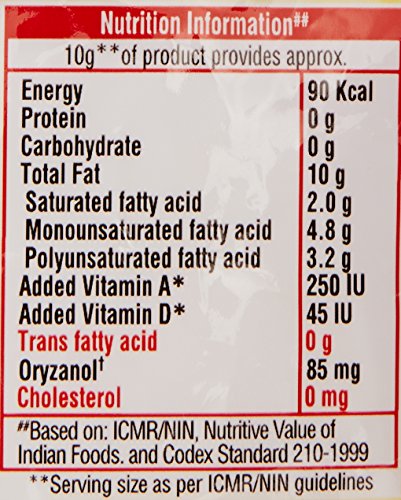 Nutrition Information##
10g**of product provides approx.
Energy 90 Kcal
Protein 0 g
Carbohydrate 0 g
Total Fat 10 g
Saturated fatty acid 2.0 g
Monounsaturated fatty acid 4.8 g
Polyunsaturated fatty acid 3.2 g
Added Vitamin A* 250 IU
Added Vitamin D* 45 IU
Trans fatty acid 0 g
Oryzanol† 85 mg
Cholesterol 0 mg
##Based on: ICMR/NIN, Nutritive Value of
Indian Foods. and Codex Standard 210-1999
**Serving size as per ICMR/NIN guidelines